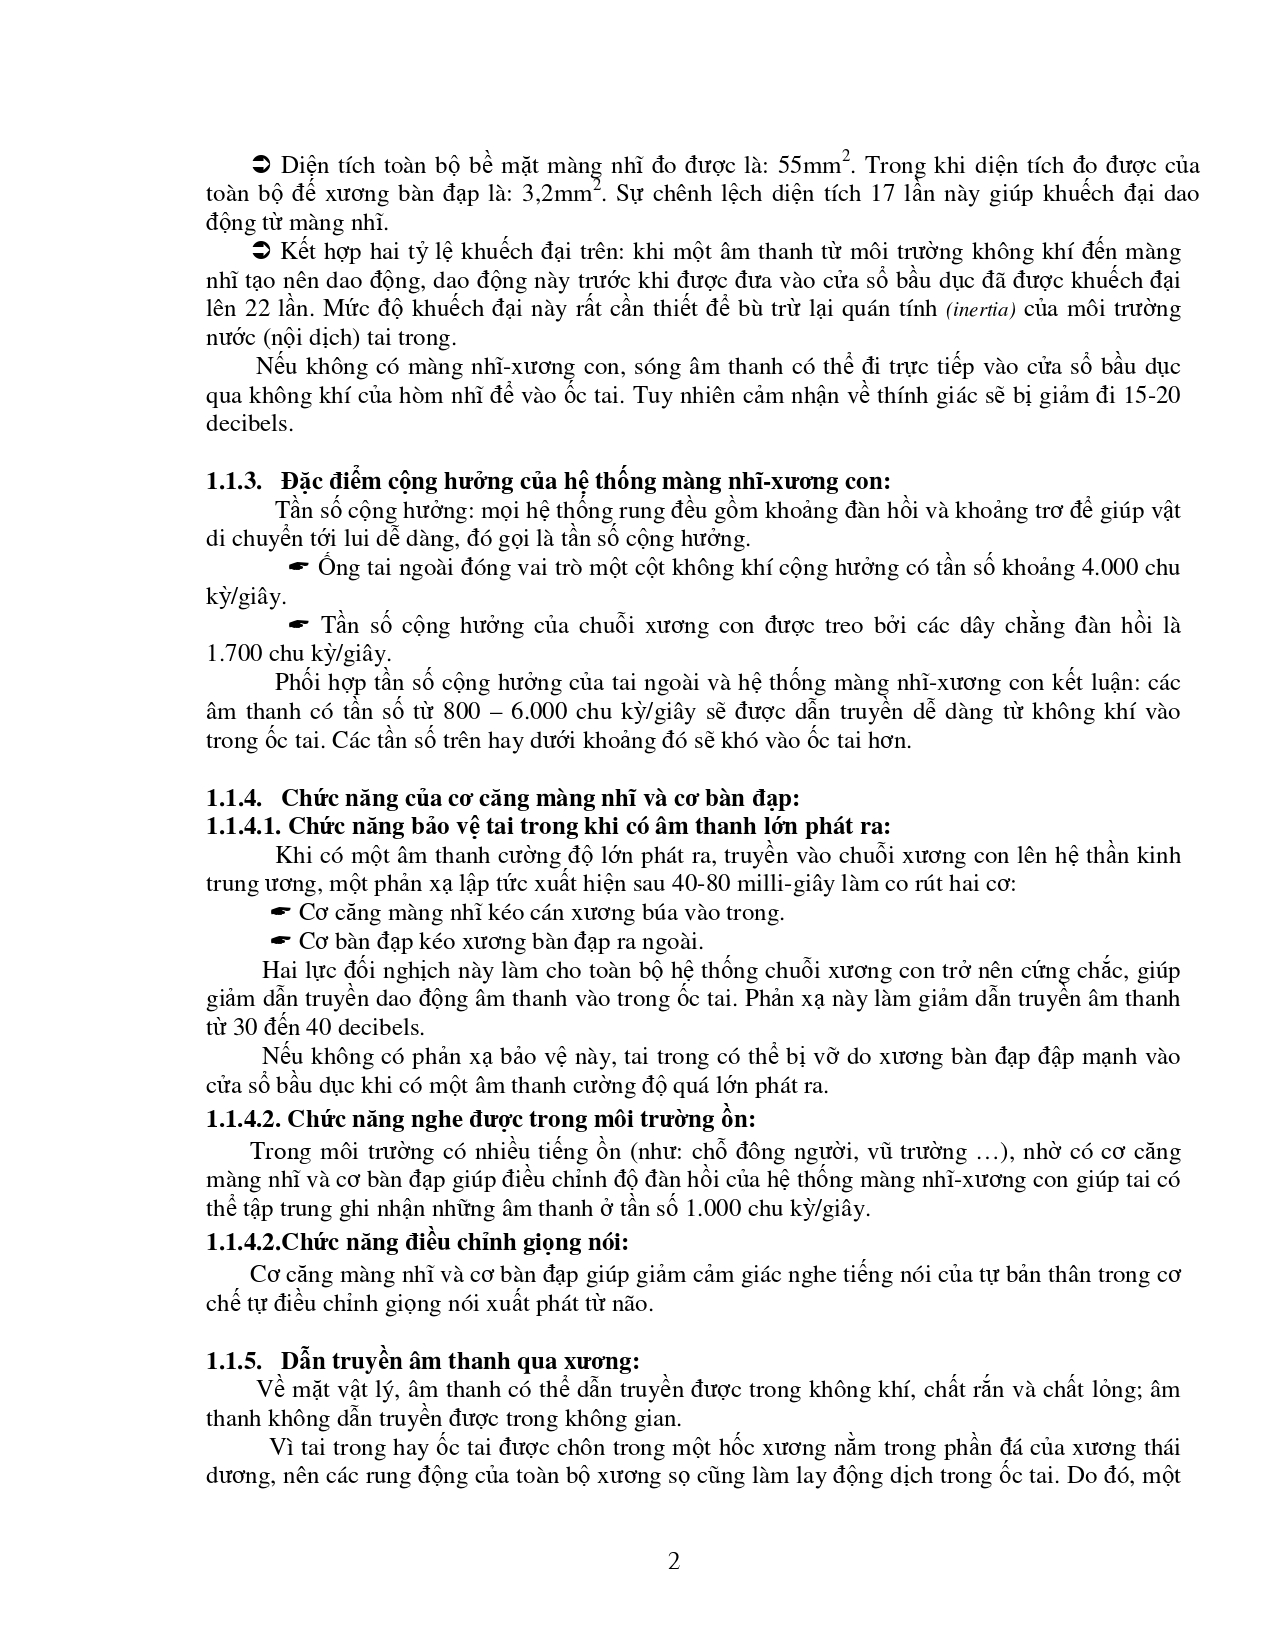 ➲ Diện tích toàn bộ bề mặt màng nhĩ đo được là: 55mm². Trong khi diện tích đo được của
toàn bộ đế xương bàn đạp là: 3,2mm². Sự chênh lệch diện tích 17 lần này giúp khuếch đại dao
động từ màng nhĩ.
➲ Kết hợp hai tỷ lệ khuếch đại trên: khi một âm thanh từ môi trường không khí đến màng
nhĩ tạo nên dao động, dao động này trước khi được đưa vào cửa sổ bầu dục đã được khuếch đại
lên 22 lần. Mức độ khuếch đại này rất cần thiết để bù trừ lại quán tính (inertia) của môi trường
nước (nội dịch) tai trong.
Nếu không có màng nhĩ-xương con, sóng âm thanh có thể đi trực tiếp vào cửa sổ bầu dục
qua không khí của hòm nhĩ để vào ốc tai. Tuy nhiên cảm nhận về thính giác sẽ bị giảm đi 15-20
decibels.
1.1.3. Đặc điểm cộng hưởng của hệ thống màng nhĩ-xương con:
Tần số cộng hưởng: mọi hệ thống rung đều gồm khoảng đàn hồi và khoảng trơ để giúp vật
di chuyển tới lui dễ dàng, đó gọi là tần số cộng hưởng.
☛ Ống tai ngoài đóng vai trò một cột không khí cộng hưởng có tần số khoảng 4.000 chu
kỳ/giây.
☛ Tần số cộng hưởng của chuỗi xương con được treo bởi các dây chằng đàn hồi là
1.700 chu kỳ/giây.
Phối hợp tần số cộng hưởng của tai ngoài và hệ thống màng nhĩ-xương con kết luận: các
âm thanh có tần số từ 800 – 6.000 chu kỳ/giây sẽ được dẫn truyền dễ dàng từ không khí vào
trong ốc tai. Các tần số trên hay dưới khoảng đó sẽ khó vào ốc tai hơn.
1.1.4. Chức năng của cơ căng màng nhĩ và cơ bàn đạp:
1.1.4.1. Chức năng bảo vệ tai trong khi có âm thanh lớn phát ra:
Khi có một âm thanh cường độ lớn phát ra, truyền vào chuỗi xương con lên hệ thần kinh
trung ương, một phản xạ lập tức xuất hiện sau 40-80 milli-giây làm co rút hai cơ:
☛ Cơ căng màng nhĩ kéo cán xương búa vào trong.
☛ Cơ bàn đạp kéo xương bàn đạp ra ngoài.
Hai lực đối nghịch này làm cho toàn bộ hệ thống chuỗi xương con trở nên cứng chắc, giúp
giảm dẫn truyền dao động âm thanh vào trong ốc tai. Phản xạ này làm giảm dẫn truyền âm thanh
từ 30 đến 40 decibels.
Nếu không có phản xạ bảo vệ này, tai trong có thể bị vỡ do xương bàn đạp đập mạnh vào
cửa sổ bầu dục khi có một âm thanh cường độ quá lớn phát ra.
1.1.4.2. Chức năng nghe được trong môi trường ồn:
Trong môi trường có nhiều tiếng ồn (như: chỗ đông người, vũ trường …), nhờ có cơ căng
màng nhĩ và cơ bàn đạp giúp điều chỉnh độ đàn hồi của hệ thống màng nhĩ-xương con giúp tai có
thể tập trung ghi nhận những âm thanh ở tần số 1.000 chu kỳ/giây.
1.1.4.2.Chức năng điều chỉnh giọng nói:
Cơ căng màng nhĩ và cơ bàn đạp giúp giảm cảm giác nghe tiếng nói của tự bản thân trong cơ
chế tự điều chỉnh giọng nói xuất phát từ não.
1.1.5. Dẫn truyền âm thanh qua xương:
Về mặt vật lý, âm thanh có thể dẫn truyền được trong không khí, chất rắn và chất lỏng; âm
thanh không dẫn truyền được trong không gian.
Vì tai trong hay ốc tai được chôn trong một hốc xương nằm trong phần đá của xương thái
dương, nên các rung động của toàn bộ xương sọ cũng làm lay động dịch trong ốc tai. Do đó, một
2